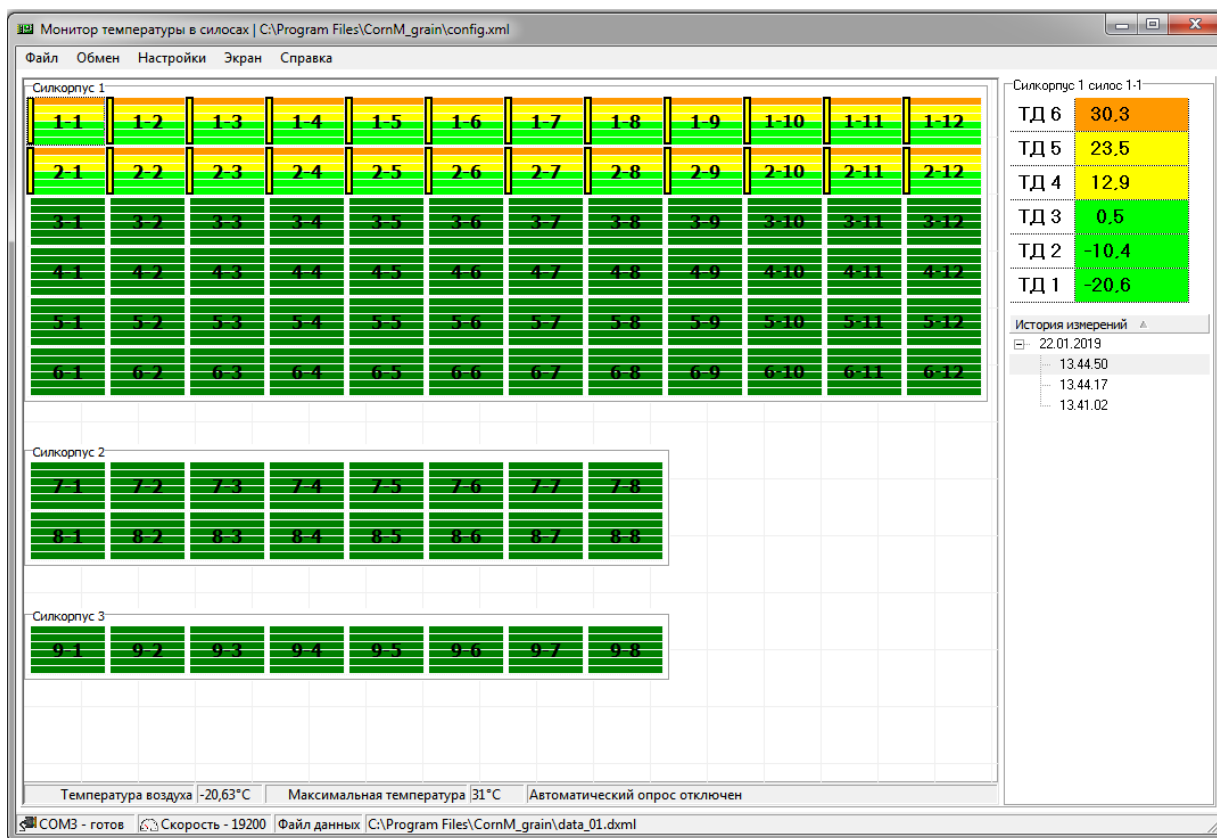 Монитор температуры в силосах | C:\Program Files\CornM_grain\config.xml
Файл Обмен Настройки Экран Справка
Силкорпус 1
1-1 1-2 1-3 1-4 1-5 1-6 1-7 1-8 1-9 1-10 1-11 1-12
2-1 2-2 2-3 2-4 2-5 2-6 2-7 2-8 2-9 2-10 2-11 2-12
3-1 3-2 3-3 3-4 3-5 3-6 3-7 3-8 3-9 3-10 3-11 3-12
4-1 4-2 4-3 4-4 4-5 4-6 4-7 4-8 4-9 4-10 4-11 4-12
5-1 5-2 5-3 5-4 5-5 5-6 5-7 5-8 5-9 5-10 5-11 5-12
6-1 6-2 6-3 6-4 6-5 6-6 6-7 6-8 6-9 6-10 6-11 6-12
Силкорпус 2
7-1 7-2 7-3 7-4 7-5 7-6 7-7 7-8
8-1 8-2 8-3 8-4 8-5 8-6 8-7 8-8
Силкорпус 3
9-1 9-2 9-3 9-4 9-5 9-6 9-7 9-8
Силкорпус 1 силос 1-1
ТД 6 30,3
ТД 5 23,5
ТД 4 12,9
ТД 3 0,5
ТД 2 -10,4
ТД 1 -20,6
История измерений
22.01.2019
13.44.50
13.44.17
13.41.02
Температура воздуха -20,63°C Максимальная температура 31°C Автоматический опрос отключен
COM3 - готов Скорость - 19200 Файл данных C:\Program Files\CornM_grain\data_01.dxml